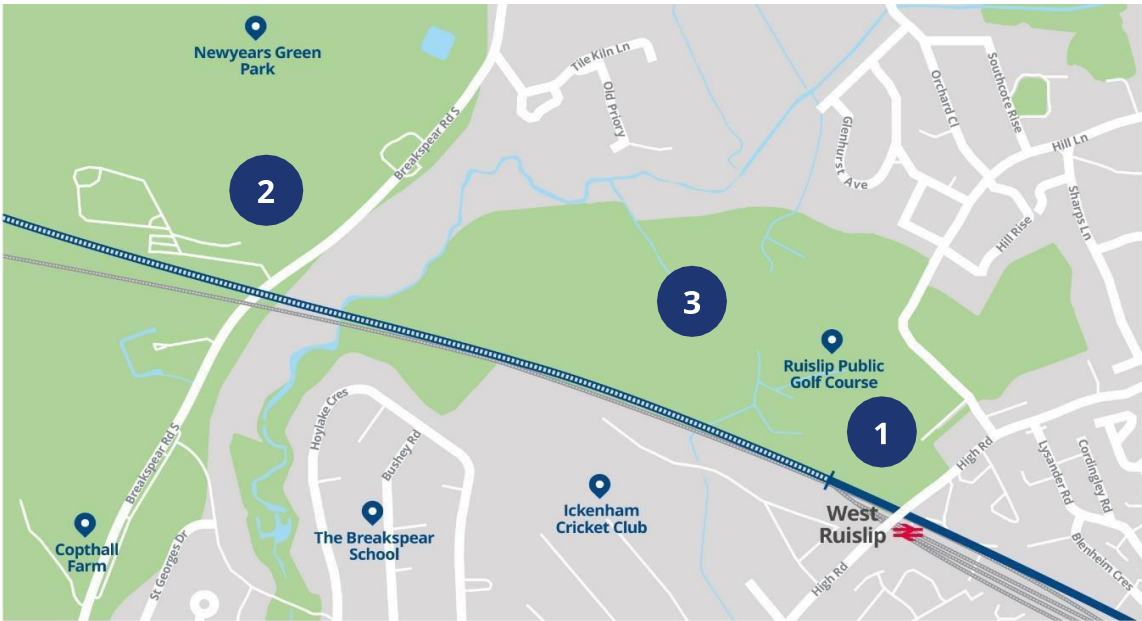 Newyears Green
Park
Tile Kiln Ln
Old Priory
Breakspear Rd S
Southcote Rise
Orchard Cl
Glenhurst Ave
Hill Ln
Sharps Ln
Hill Rise
2
3
Ruislip Public
Golf Course
1
Hoylake Cres
Bushey Rd
Breakspear Rd S
High Rd
Lysander Rd
Cordingley Rd
Ickenham
Cricket Club
West
Ruislip
The Breakspear
School
Copthall
Farm
St Georges Dr
High Rd
Blenheim Cres